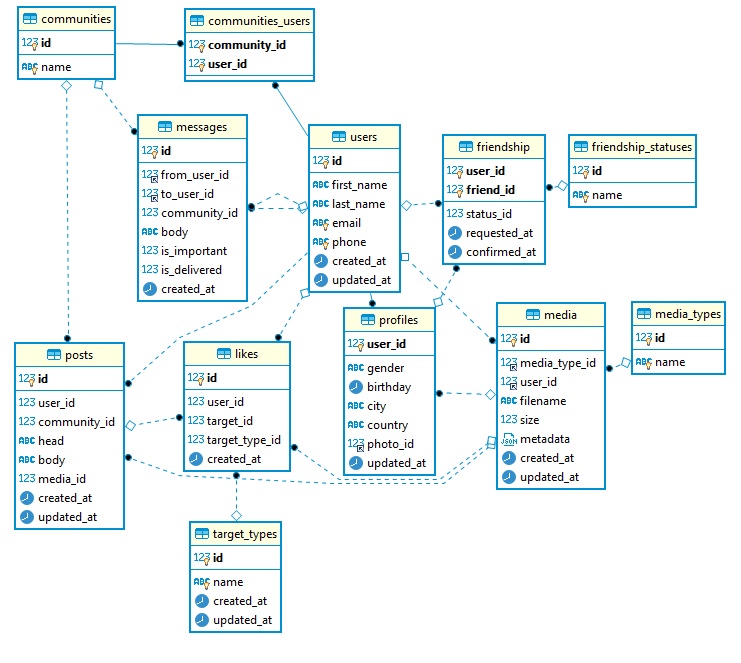 communities
123 id
ABC name
communities_users
123 community_id
123 user_id
messages
123 id
123 from_user_id
123 to_user_id
123 community_id
ABC body
123 is_important
123 is_delivered
created_at
users
123 id
ABC first_name
ABC last_name
ABC email
ABC phone
created_at
updated_at
friendship
123 user_id
123 friend_id
123 status_id
requested_at
confirmed_at
friendship_statuses
123 id
ABC name
posts
123 id
123 user_id
123 community_id
ABC head
ABC body
123 media_id
created_at
updated_at
likes
123 id
123 user_id
123 target_id
123 target_type_id
created_at
profiles
123 user_id
ABC gender
birthday
ABC city
ABC country
123 photo_id
updated_at
media
123 id
123 media_type_id
123 user_id
ABC filename
123 size
JSON metadata
created_at
updated_at
media_types
123 id
ABC name
target_types
123 id
ABC name
created_at
updated_at